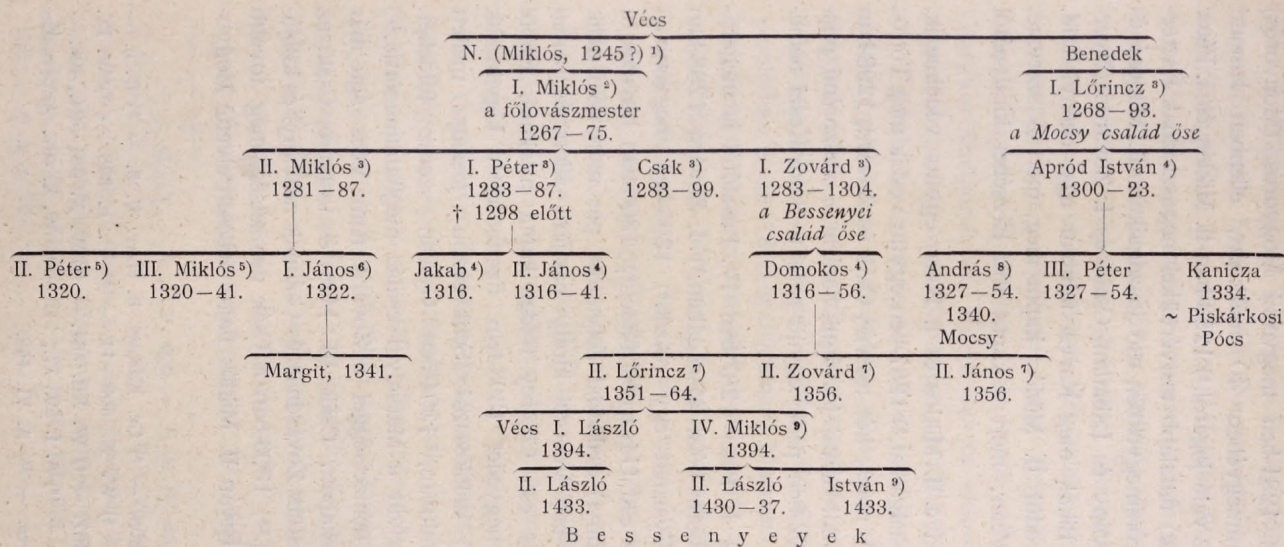 Vécs
N. (Miklós, 1245 ?) ¹) Benedek
I. Miklós ²) I. Lőrincz ³)
a főlovászmester 1268—93.
1267—75. a Mocsy család őse
II. Miklós ³) I. Péter ³) Csák ³) I. Zovárd ³) Apród István ⁴)
1281—87. 1283—87. 1283—99. 1283—1304. 1300—23.
† 1298 előtt a Bessenyei
család őse
II. Péter ⁵) III. Miklós ⁵) I. János ⁶) Jakab ⁴) II. János ⁴) Domokos ⁴) András ⁸) III. Péter Kanicza
1320. 1320—41. 1322. 1316. 1316—41. 1316—56. 1327—54. 1327—54. 1334.
1340. ~ Piskárkosi
Mocsy Pócs
Margit, 1341. II. Lőrincz ⁷) II. Zovárd ⁷) II. János ⁷)
1351—64. 1356. 1356.
Vécs I. László IV. Miklós ⁹)
1394. 1394.
II. László II. László István ⁹)
1433. 1430—37. 1433.
B e s s e n y e y e k